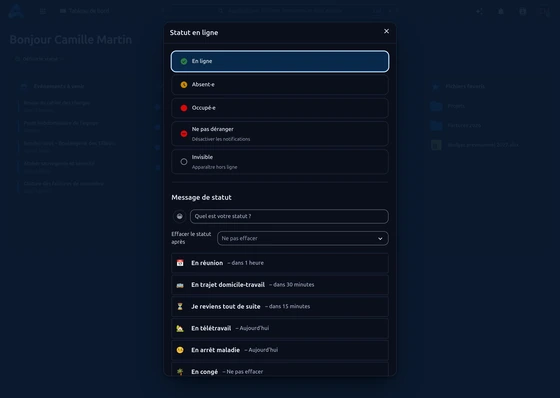 Statut en ligne
Bonjour Camille Martin
En ligne
Absent·e
Occupé·e
Ne pas déranger
Désactiver les notifications
Invisible
Apparaître hors ligne
Message de statut
Quel est votre statut ?
Effacer le statut
après
Ne pas effacer
En réunion – dans 1 heure
En trajet domicile-travail – dans 30 minutes
Je reviens tout de suite – dans 15 minutes
En télétravail – Aujourd'hui
En arrêt maladie – Aujourd'hui
En congé – Ne pas effacer